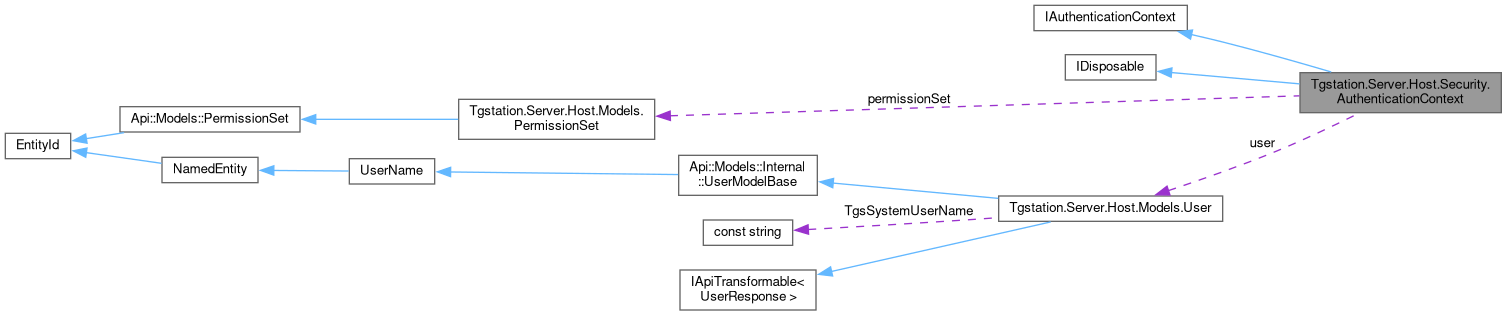 IAuthenticationContext
IDisposable
Tgstation.Server.Host.Security.
AuthenticationContext
permissionSet
Tgstation.Server.Host.Models.
PermissionSet
Api::Models::PermissionSet
EntityId
NamedEntity
UserName
Api::Models::Internal
::UserModelBase
user
Tgstation.Server.Host.Models.User
TgsSystemUserName
const string
IApiTransformable<
UserResponse >